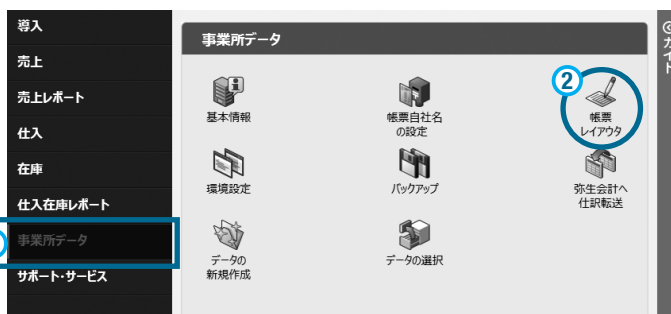 導入
売上
売上レポート
仕入
在庫
仕入在庫レポート
事業所データ
サポート・サービス
事業所データ
基本情報
帳票自社名
の設定
2
帳票
レイアウタ
環境設定
バックアップ
弥生会計へ
仕訳転送
データの
新規作成
データの選択
ガイド